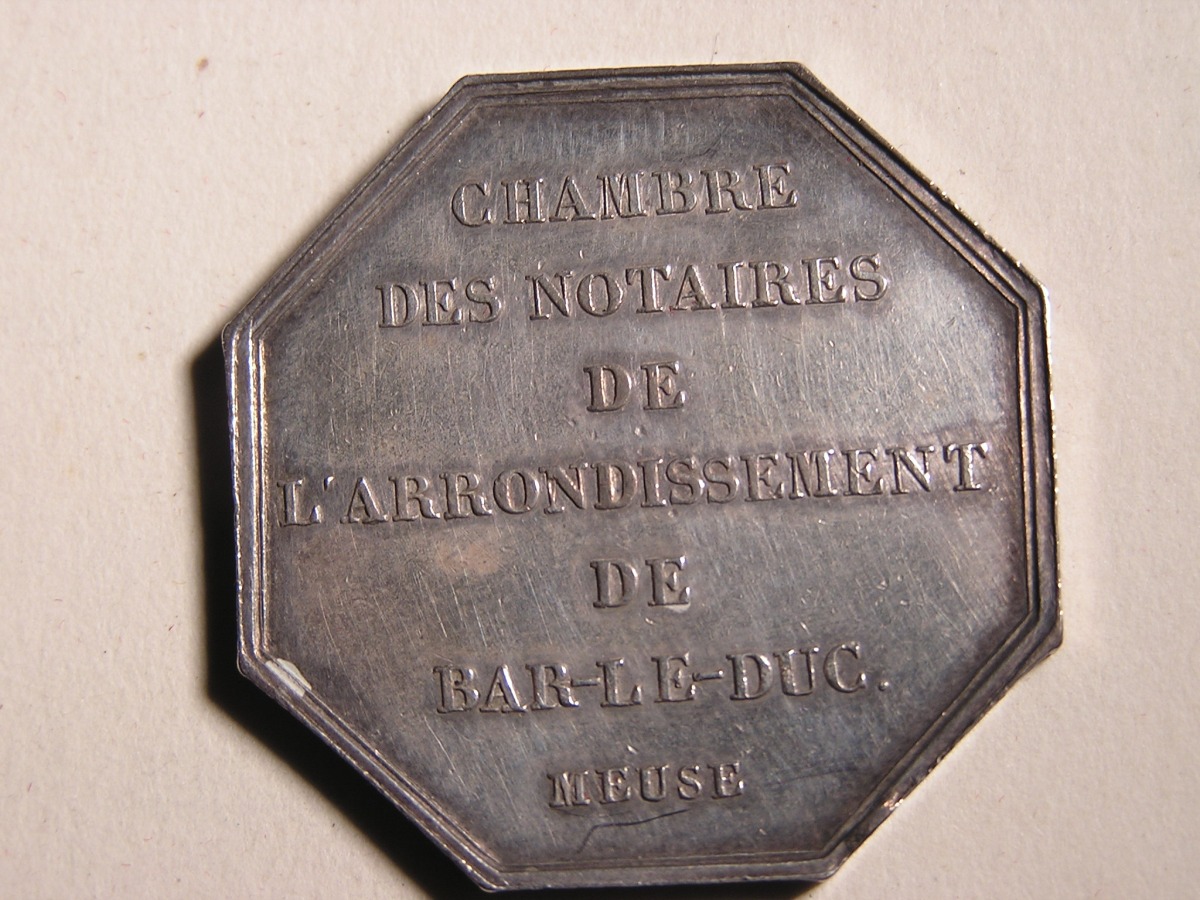 CHAMBRE
DES NOTAIRES
DE
L'ARRONDISSEMENT
DE
BAR-LE-DUC.
MEUSE